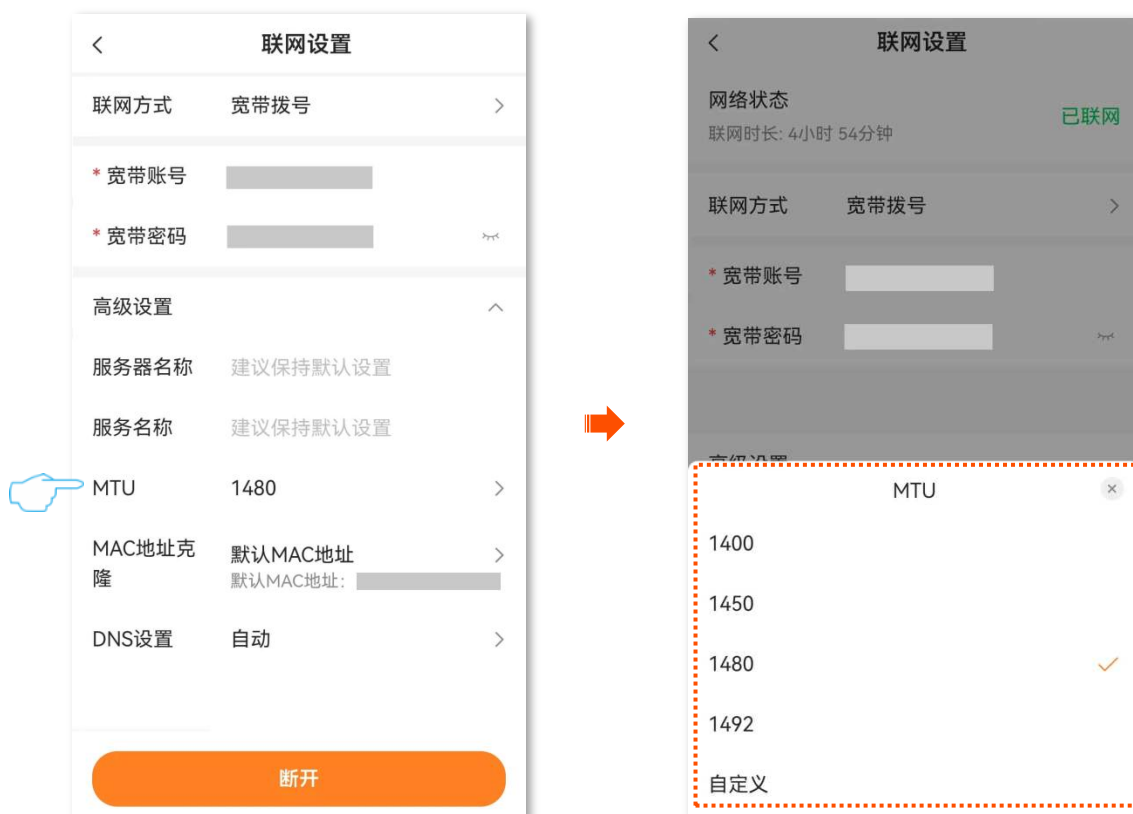 联网设置
联网方式 宽带拨号
* 宽带账号
* 宽带密码
高级设置
服务器名称 建议保持默认设置
服务名称 建议保持默认设置
MTU 1480
MAC地址克隆 默认MAC地址
默认MAC地址:
DNS设置 自动
断开
联网设置
网络状态 已联网
联网时长: 4小时 54分钟
联网方式 宽带拨号
* 宽带账号
* 宽带密码
高级设置
MTU
1400
1450
1480
1492
自定义